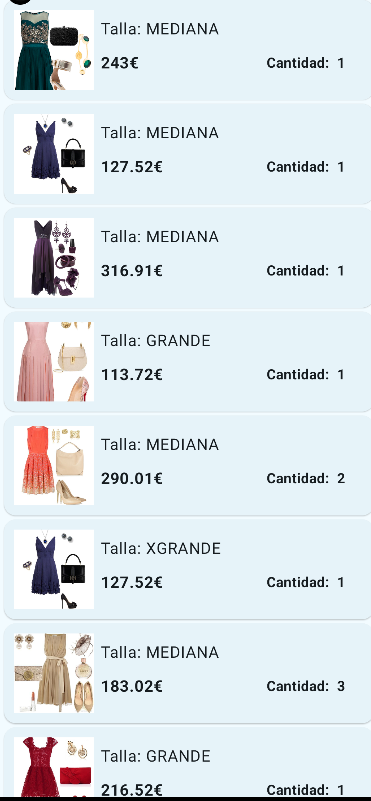 Talla: MEDIANA
243€ Cantidad: 1
Talla: MEDIANA
127.52€ Cantidad: 1
Talla: MEDIANA
316.91€ Cantidad: 1
Talla: GRANDE
113.72€ Cantidad: 1
Talla: MEDIANA
290.01€ Cantidad: 2
Talla: XGRANDE
127.52€ Cantidad: 1
Talla: MEDIANA
183.02€ Cantidad: 3
Talla: GRANDE
216.52€ Cantidad: 1